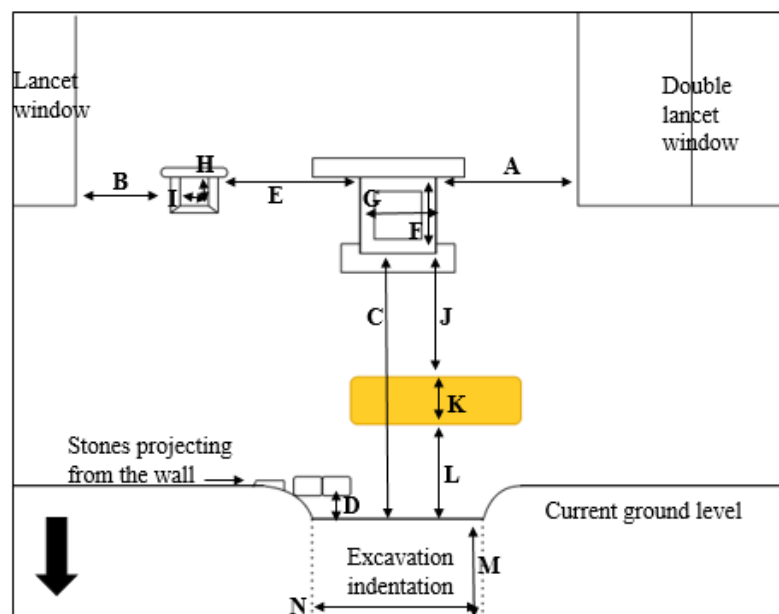 Lancet
window
Double
lancet
window
H
B
E
A
I
G
F
C
J
K
Stones projecting
from the wall
L
D
Current ground level
Excavation
indentation
M
N